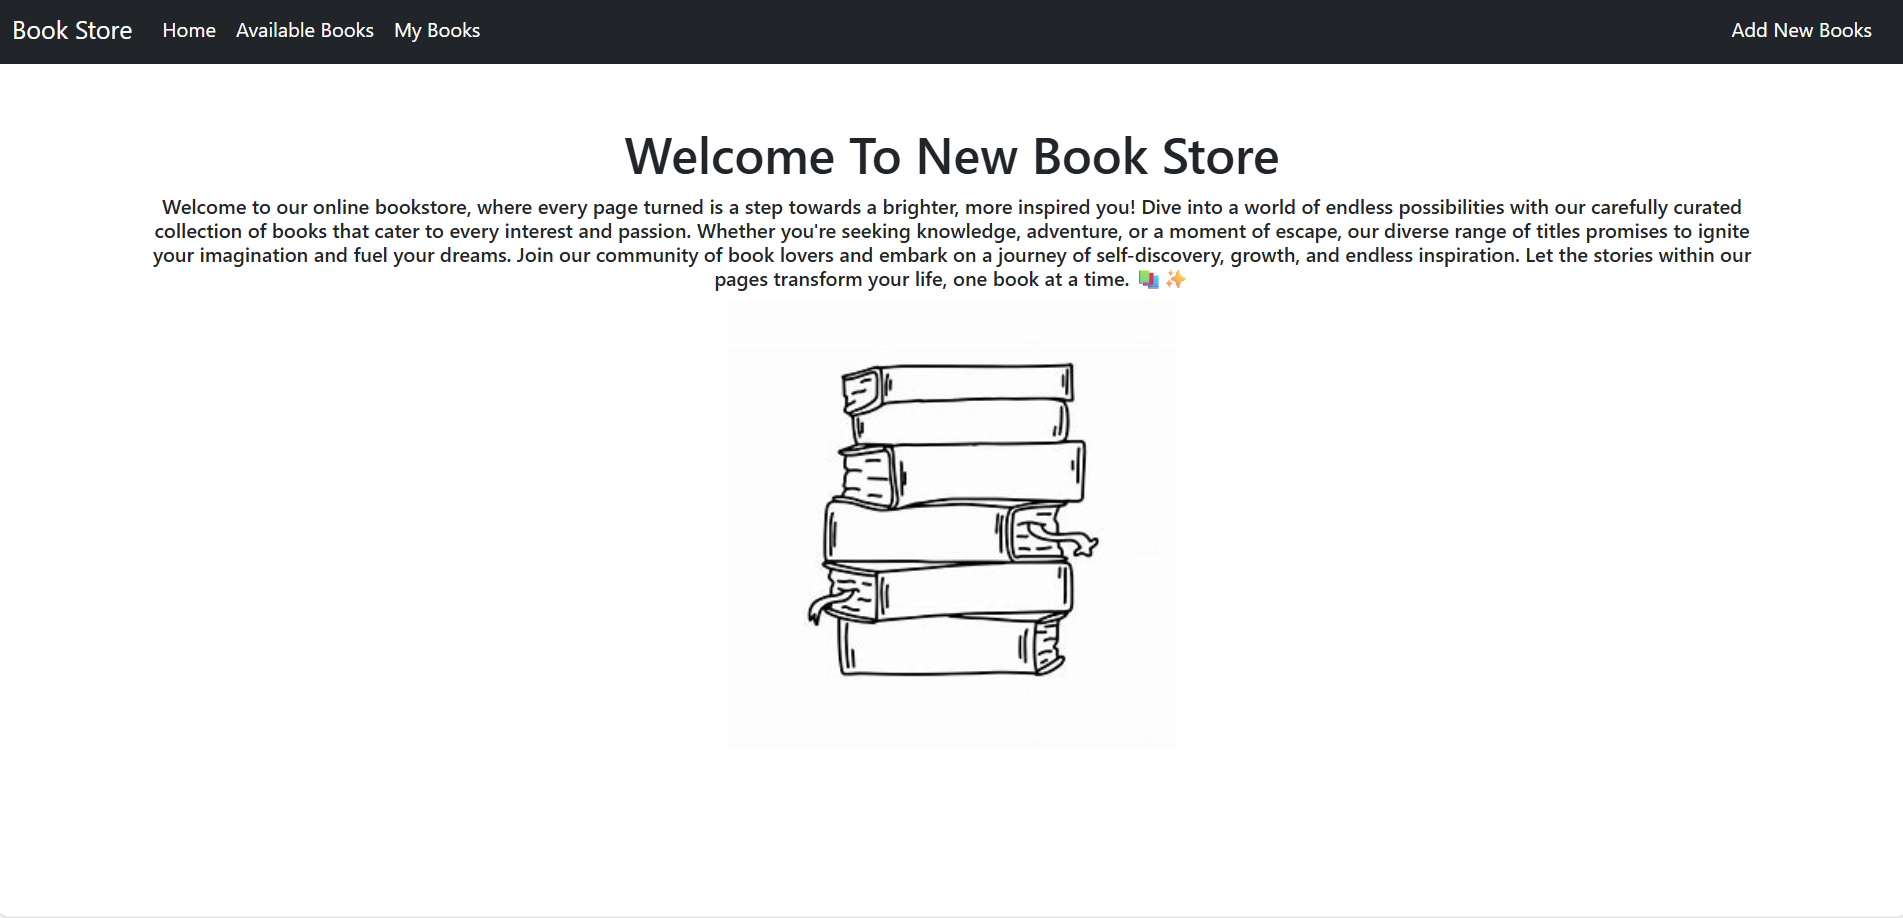 Book Store Home Available Books My Books Add New Books
Welcome To New Book Store
Welcome to our online bookstore, where every page turned is a step towards a brighter, more inspired you! Dive into a world of endless possibilities with our carefully curated
collection of books that cater to every interest and passion. Whether you're seeking knowledge, adventure, or a moment of escape, our diverse range of titles promises to ignite
your imagination and fuel your dreams. Join our community of book lovers and embark on a journey of self-discovery, growth, and endless inspiration. Let the stories within our
pages transform your life, one book at a time. 📚 ✨